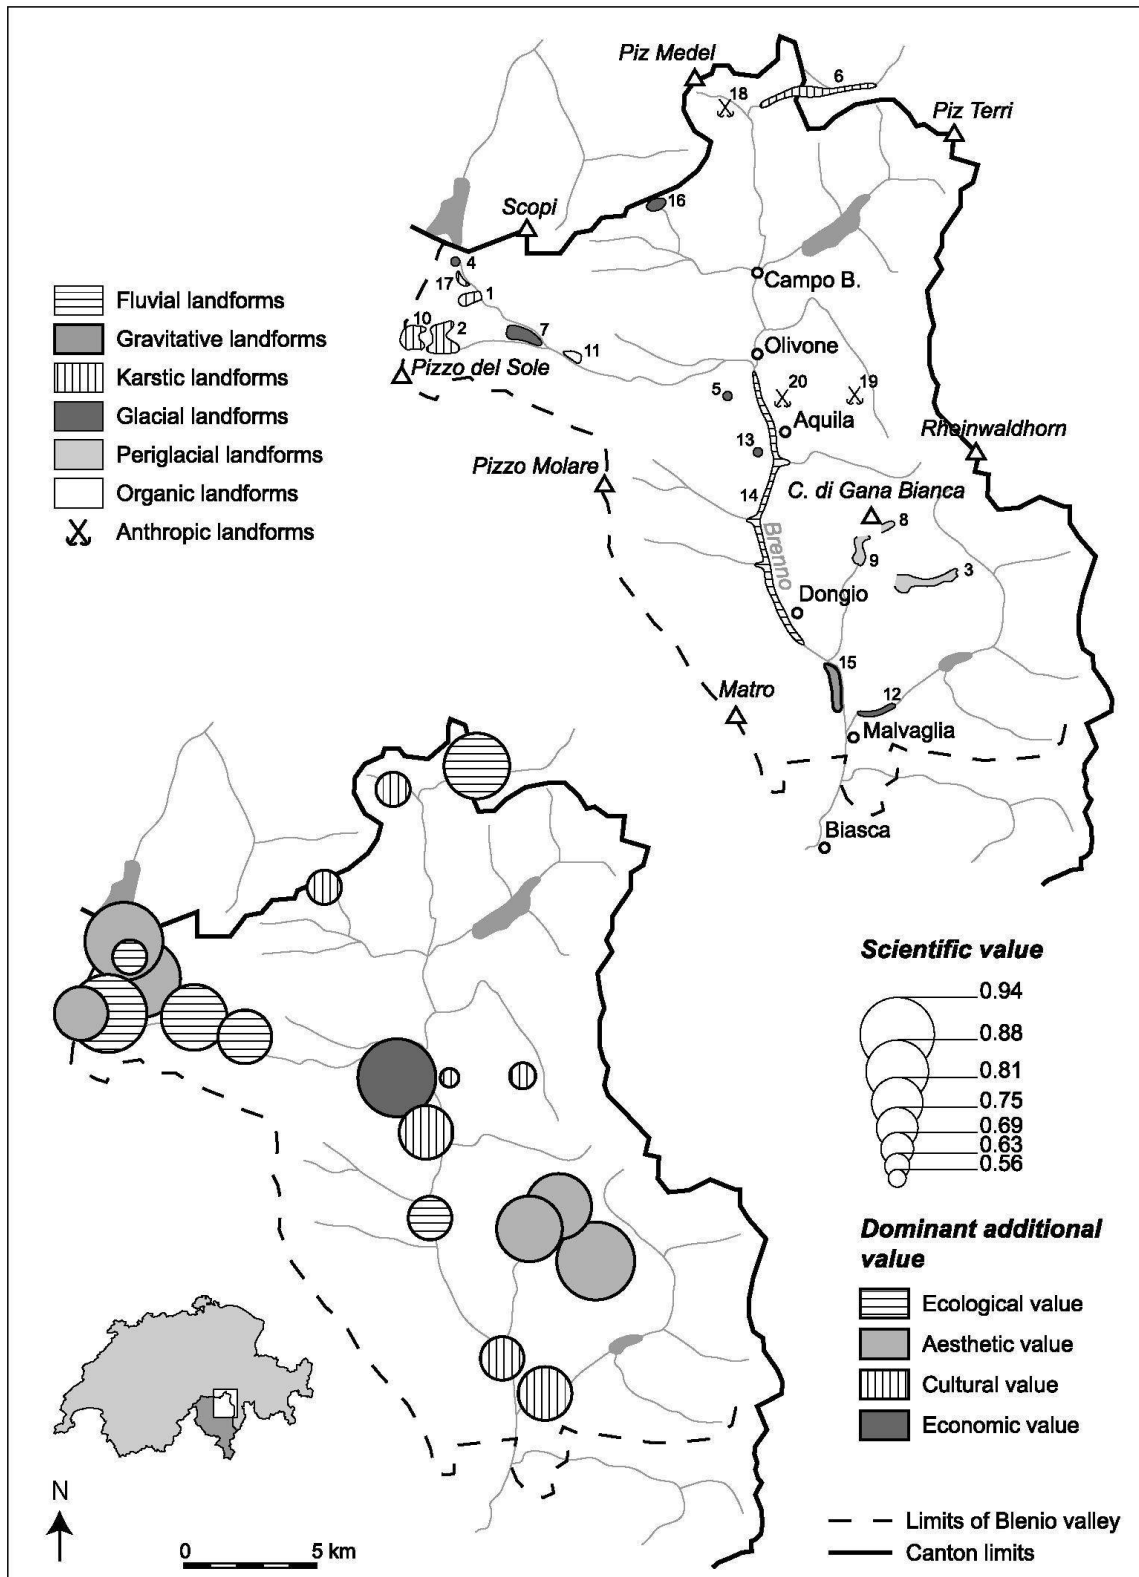 Piz Medel
6
18
Piz Terri
16
Scopi
4
17
1
Campo B.
10
2
7
11
Olivone
Pizzo del Sole
5
20
19
Aquila
13
Rheinwaldhorn
Pizzo Molare
C. di Gana Bianca
14
8
Brenno
9
3
Dongio
15
12
Matro
Malvaglia
Biasca
Fluvial landforms
Gravitative landforms
Karstic landforms
Glacial landforms
Periglacial landforms
Organic landforms
Anthropic landforms
Scientific value
0.94
0.88
0.81
0.75
0.69
0.63
0.56
Dominant additional
value
Ecological value
Aesthetic value
Cultural value
Economic value
N
0 5 km
Limits of Blenio valley
Canton limits